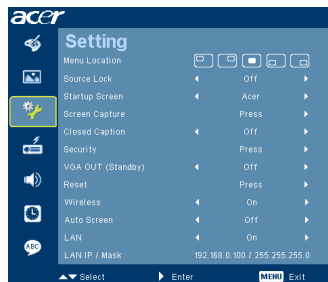 acer
Setting
Menu Location
Source Lock Off
Startup Screen Acer
Screen Capture Press
Closed Caption Off
Security Press
VGA OUT (Standby) Off
Reset Press
Wireless On
Auto Screen Off
LAN On
LAN IP / Mask 192.168.0.100 / 255.255.255.0
ABC
Select Enter MENU Exit